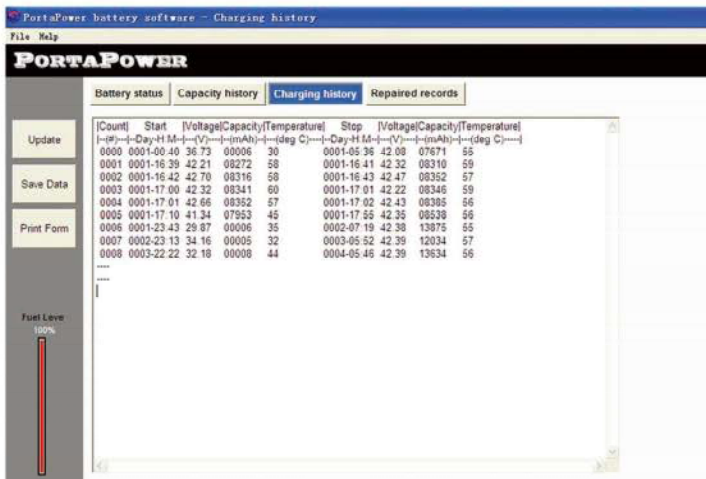 PortaPower battery software - Charging history
File Help
PORTAPOWER
Battery status Capacity history Charging history Repaired records
Update
Save Data
Print Form
Fuel Leve
100%
|Count| Start |Voltage|Capacity|Temperature| Stop |Voltage|Capacity|Temperature|
|--(#)---|--Day-H:M--|---(V)----|---(mAh)--|---(deg C)----|--Day-H:M--|---(V)----|---(mAh)--|---(deg C)-----|
0000 0001-00:40 36.73 00006 30 0001-05:36 42.08 07671 55
0001 0001-16:39 42.21 08272 58 0001-16:41 42.32 08310 59
0002 0001-16:42 42.70 08316 58 0001-16:43 42.47 08352 57
0003 0001-17:00 42.32 08341 60 0001-17:01 42.22 08346 59
0004 0001-17:01 42.66 08352 57 0001-17:02 42.43 08385 56
0005 0001-17:10 41.34 07953 45 0001-17:55 42.35 08538 56
0006 0001-23:43 29.87 00006 35 0002-07:19 42.38 13875 55
0007 0002-23:13 34.16 00005 32 0003-05:52 42.39 12034 57
0008 0003-22:22 32.18 00008 44 0004-05:46 42.39 13634 56
----
----